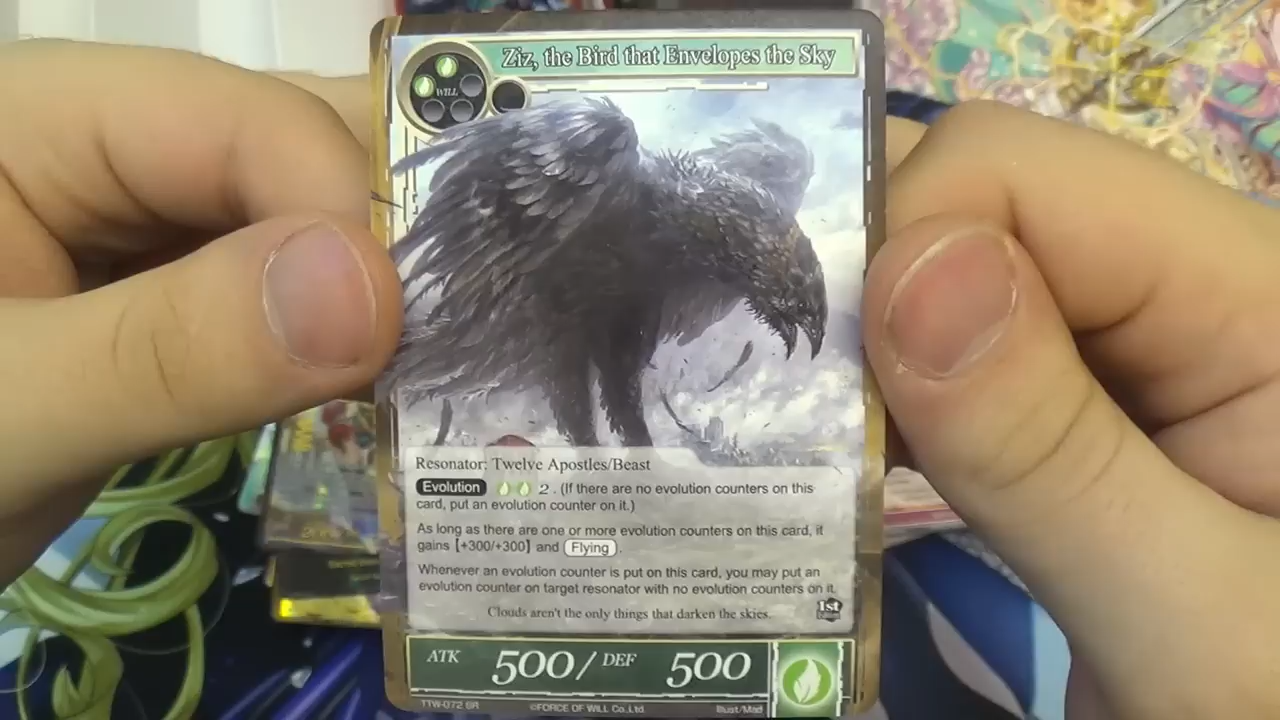 Ziz, the Bird that Envelopes the Sky
WILL
Resonator: Twelve Apostles/Beast
Evolution 2 . (If there are no evolution counters on this
card, put an evolution counter on it.)
As long as there are one or more evolution counters on this card, it
gains [+300/+300] and Flying .
Whenever an evolution counter is put on this card, you may put an
evolution counter on target resonator with no evolution counters on it.
Clouds aren't the only things that darken the skies.
1st
ATK 500/ DEF 500
TTW-072 SR ©FORCE OF WILL Co.,Ltd. Illust/Mad